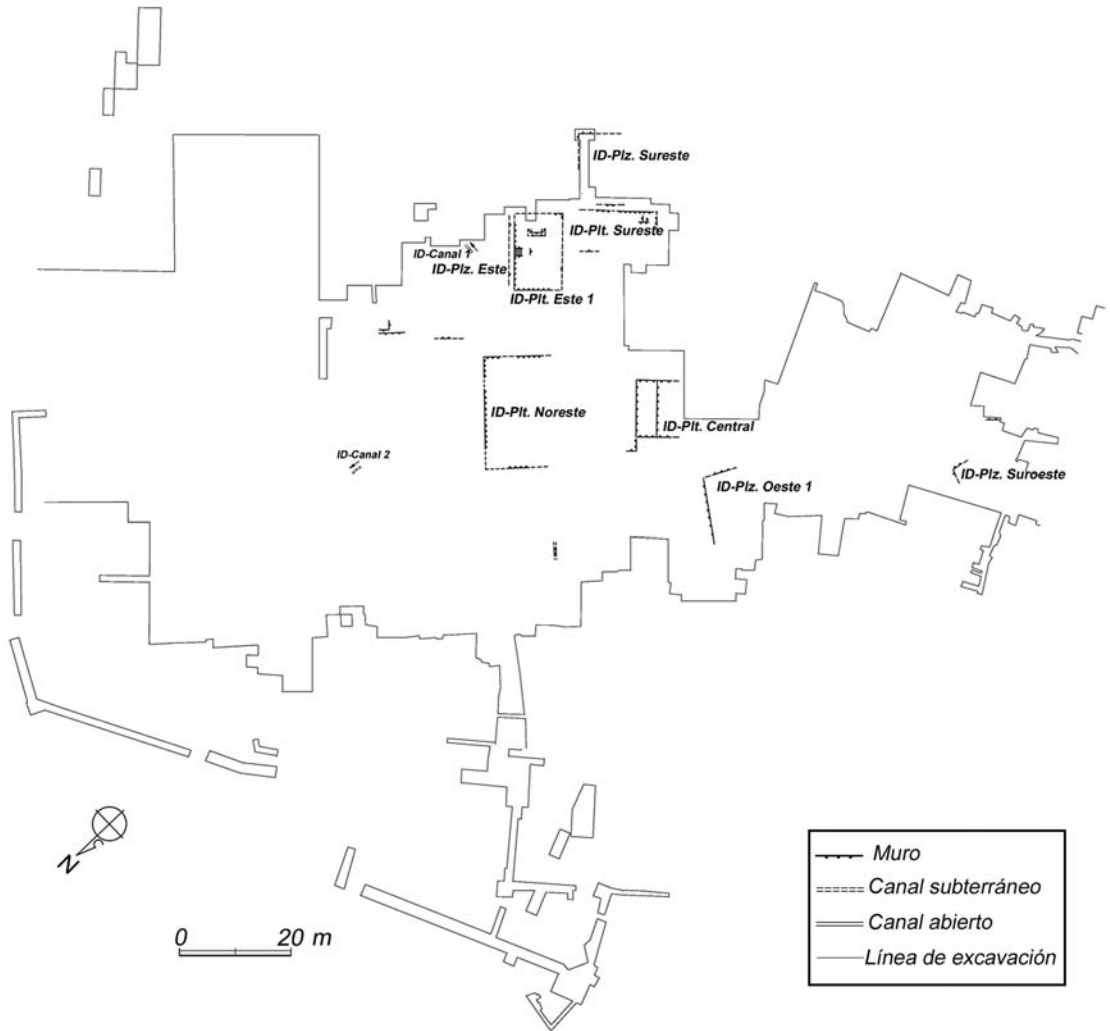 ID-Plz. Sureste
ID-Plt. Sureste
ID-Canal 1
ID-Plz. Este
ID-Plt. Este 1
ID-Plt. Noreste
ID-Plt. Central
ID-Canal 2
ID-Plz. Suroeste
ID-Plz. Oeste 1
N
0 20 m
Muro
Canal subterráneo
Canal abierto
Línea de excavación